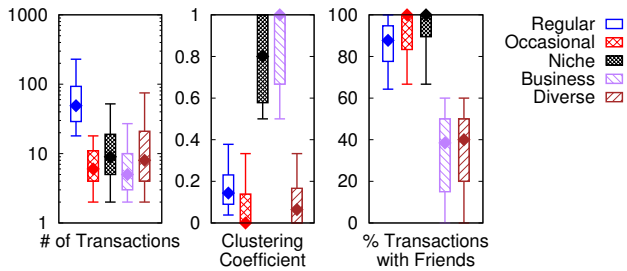 1000
100
10
1
# of Transactions
1
0.8
0.6
0.4
0.2
0
Clustering
Coefficient
100
80
60
40
20
0
% Transactions
with Friends
Regular
Occasional
Niche
Business
Diverse